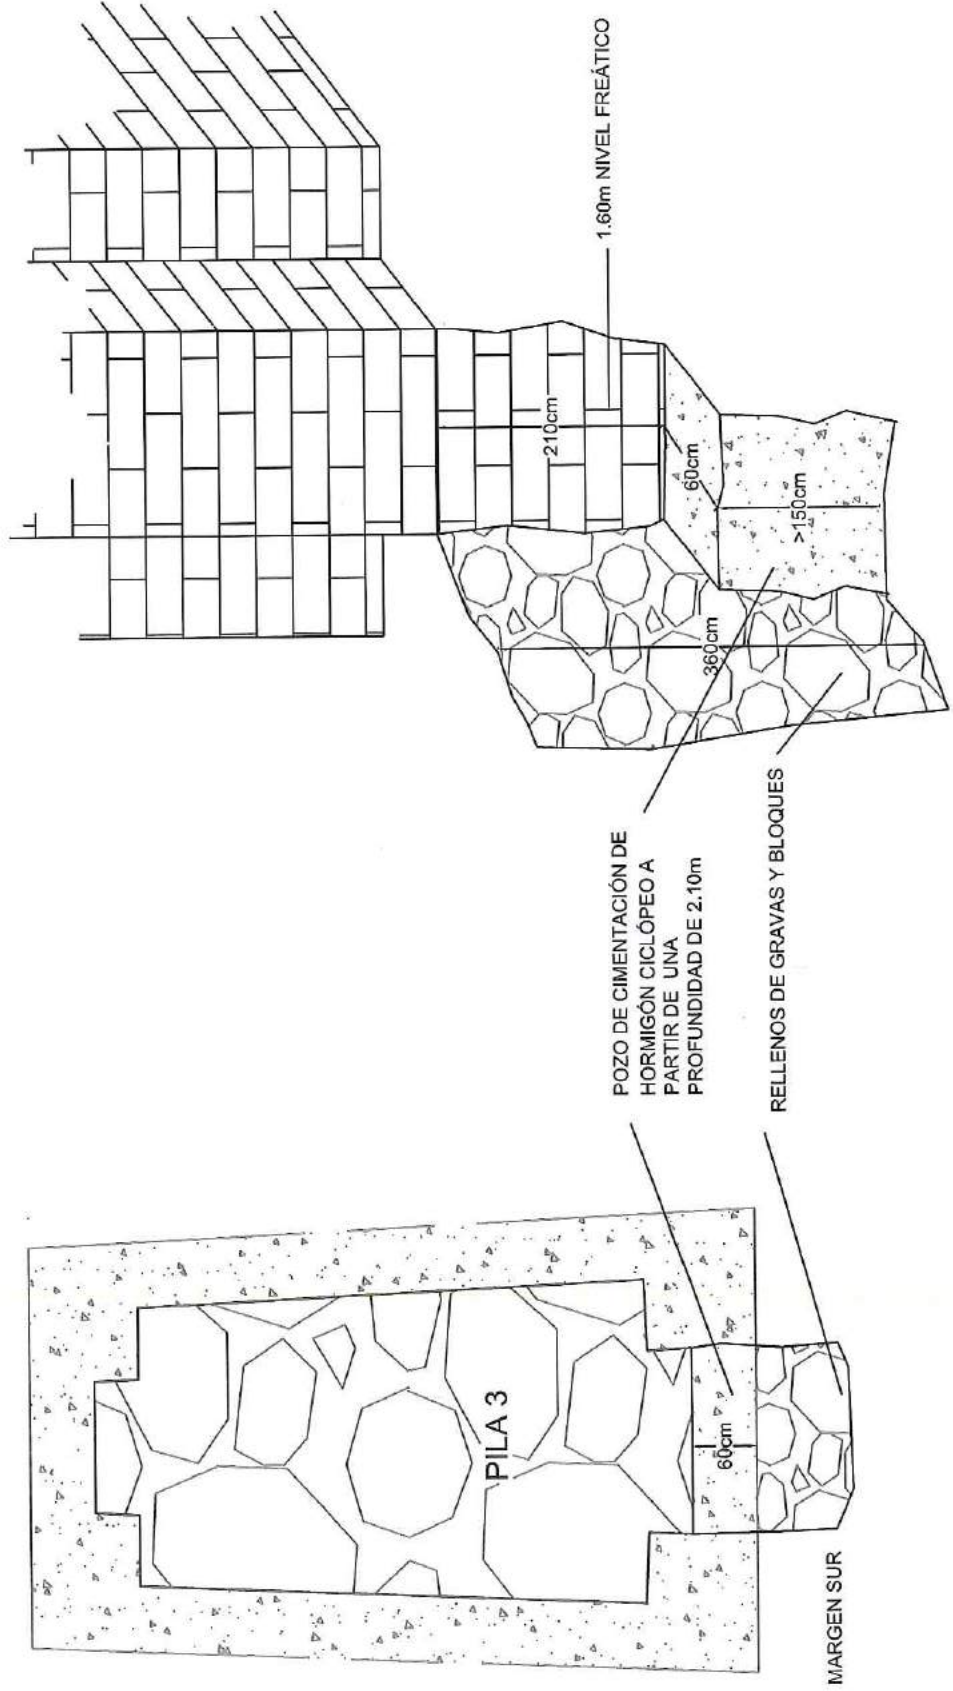 PILA 3
60cm
MARGEN SUR
POZO DE CIMENTACIÓN DE
HORMIGÓN CICLÓPEO A
PARTIR DE UNA
PROFUNDIDAD DE 2.10m
RELLENOS DE GRAVAS Y BLOQUES
210cm
60cm
>150cm
360cm
1.60m NIVEL FREÁTICO